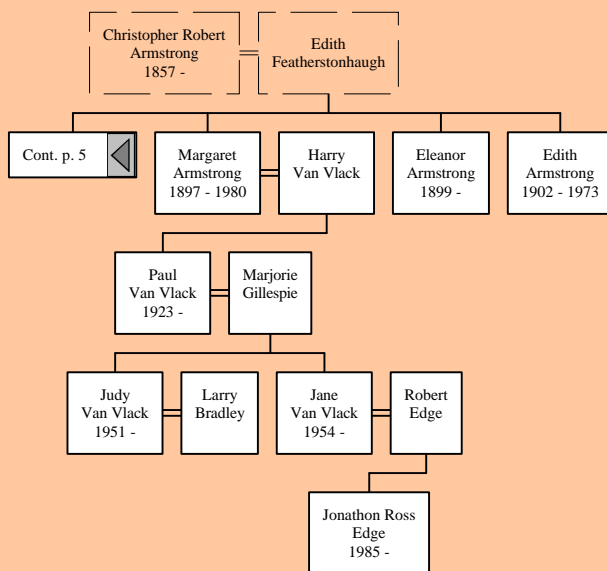 Christopher Robert
Armstrong
1857 -
Edith
Featherstonhaugh
Cont. p. 5
Margaret
Armstrong
1897 - 1980
Harry
Van Vlack
Eleanor
Armstrong
1899 -
Edith
Armstrong
1902 - 1973
Paul
Van Vlack
1923 -
Marjorie
Gillespie
Judy
Van Vlack
1951 -
Larry
Bradley
Jane
Van Vlack
1954 -
Robert
Edge
Jonathon Ross
Edge
1985 -